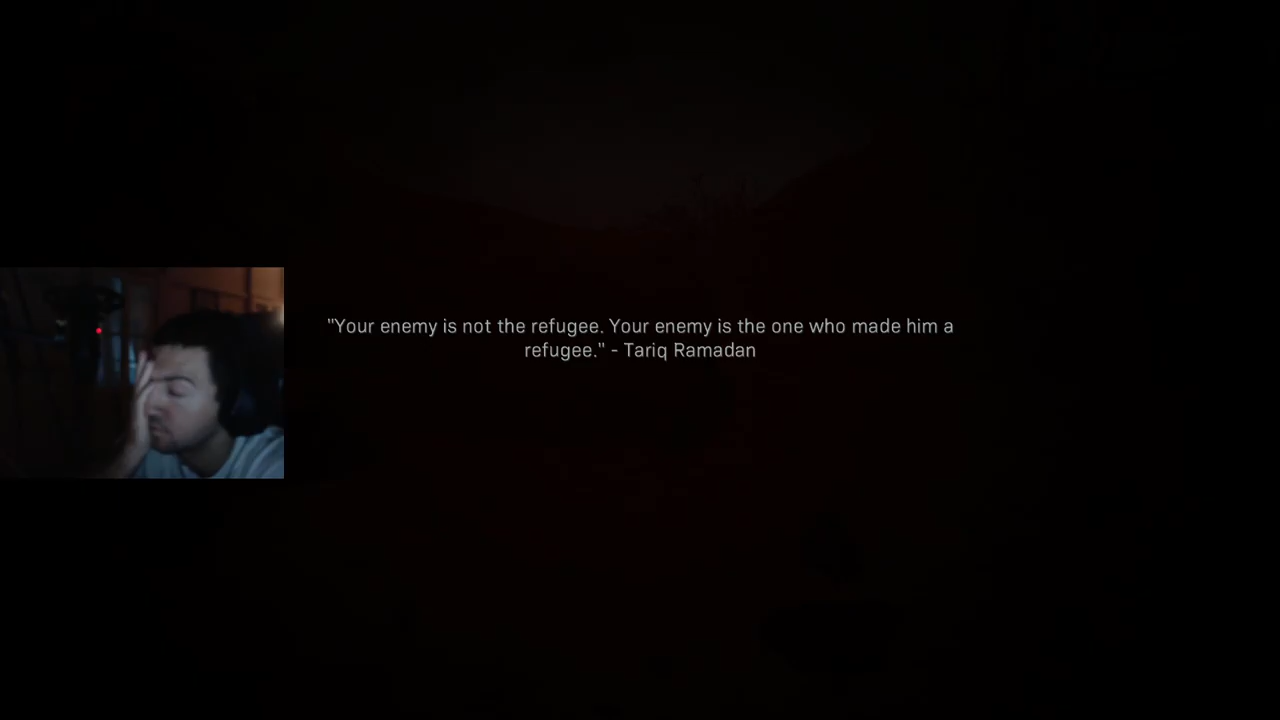 "Your enemy is not the refugee. Your enemy is the one who made him a
refugee." - Tariq Ramadan